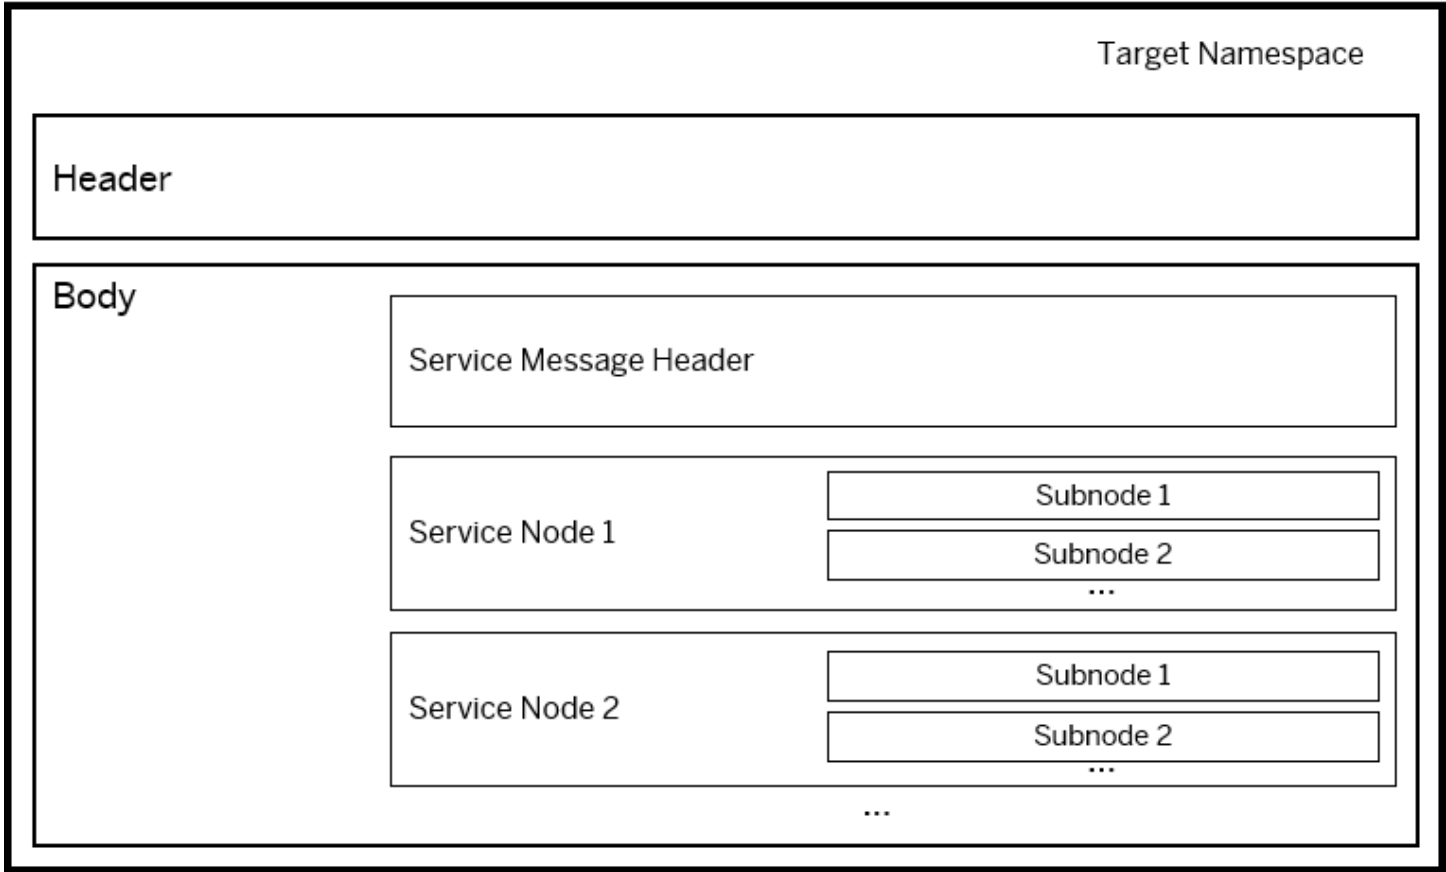 Target Namespace
Header
Body
Service Message Header
Service Node 1
Subnode 1
Subnode 2
...
Service Node 2
Subnode 1
Subnode 2
...
...